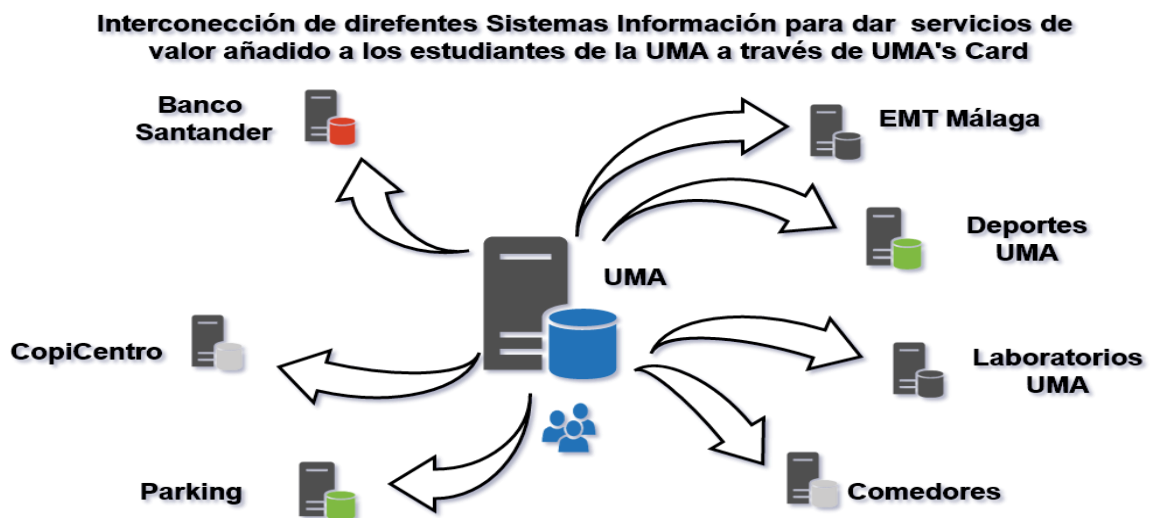 Interconección de direfentes Sistemas Información para dar servicios de
valor añadido a los estudiantes de la UMA a través de UMA's Card
Banco
Santander
EMT Málaga
Deportes
UMA
UMA
CopiCentro
Laboratorios
UMA
Parking
Comedores